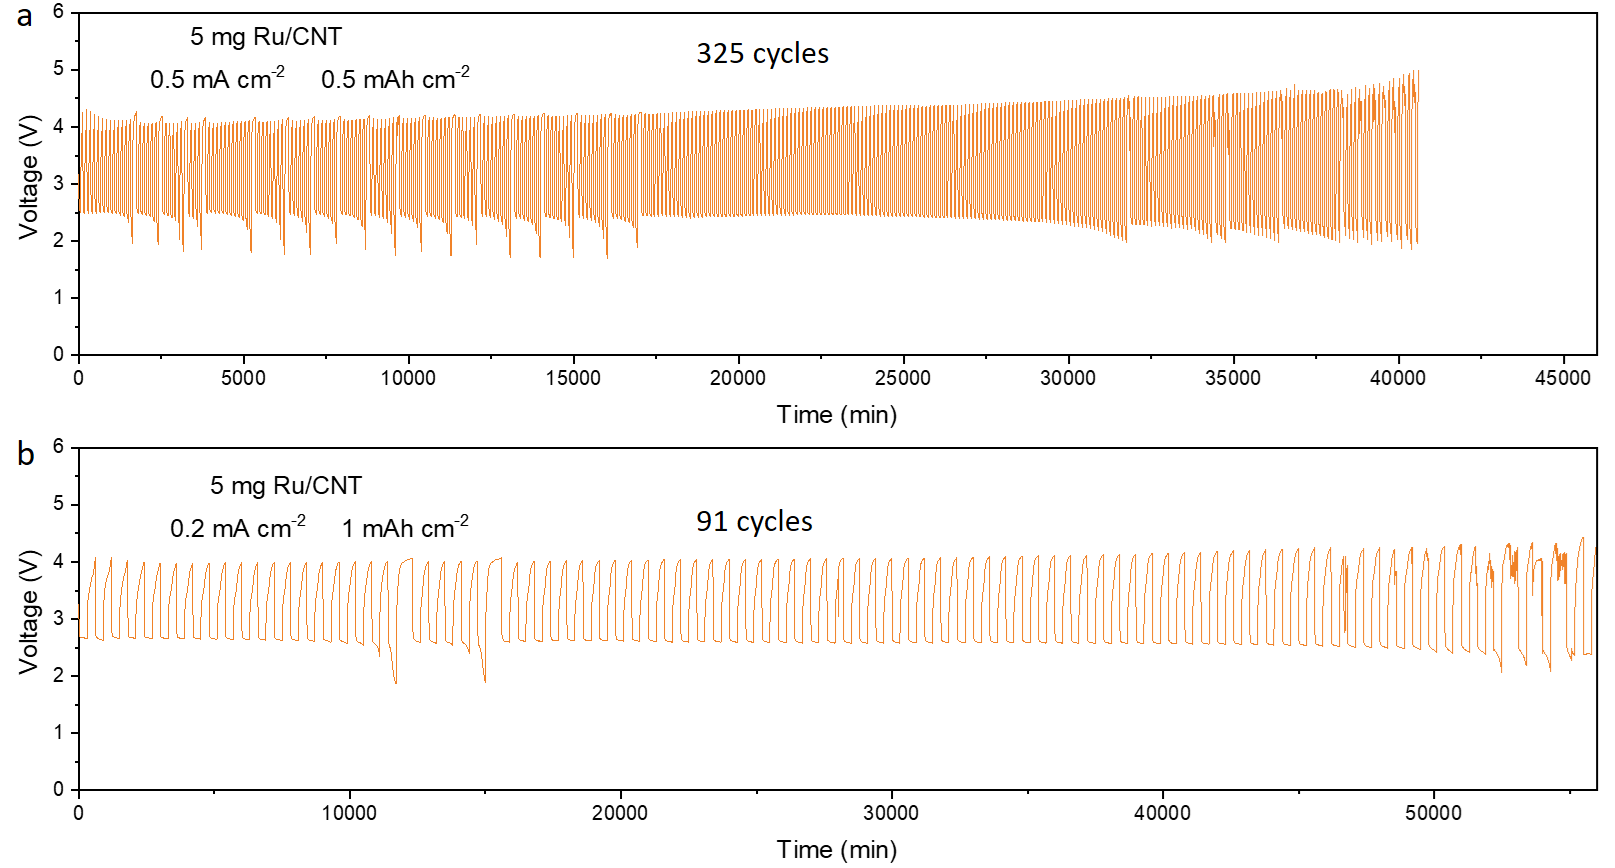 a
6
5 mg Ru/CNT
325 cycles
5
0.5 mA cm-2 0.5 mAh cm-2
4
3
2
1
0
Voltage (V)
0 5000 10000 15000 20000 25000 30000 35000 40000 45000
Time (min)
b
6
5 mg Ru/CNT
5
0.2 mA cm-2 1 mAh cm-2
91 cycles
4
3
2
1
0
Voltage (V)
0 10000 20000 30000 40000 50000
Time (min)